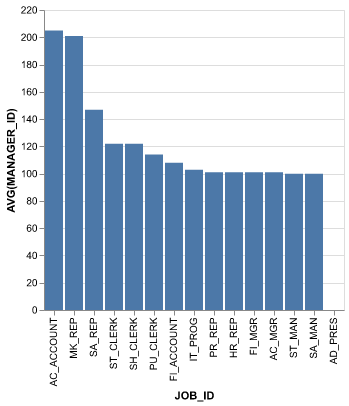 AVG(MANAGER_ID)
220
200
180
160
140
120
100
80
60
40
20
0
AC_ACCOUNT
MK_REP
SA_REP
ST_CLERK
SH_CLERK
PU_CLERK
FI_ACCOUNT
IT_PROG
PR_REP
HR_REP
FI_MGR
AC_MGR
ST_MAN
SA_MAN
AD_PRES
JOB_ID